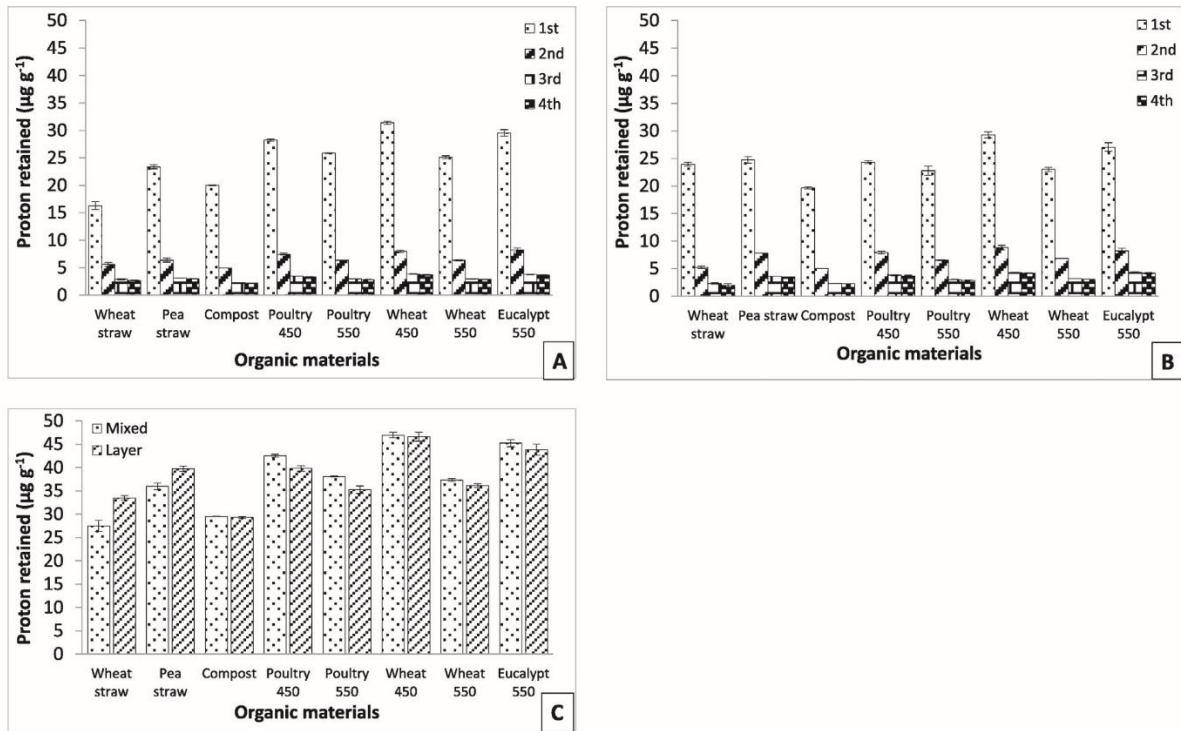 50
45
40
35
30
25
20
15
10
5
0
Proton retained (µg g-1)
1st
2nd
3rd
4th
Wheat straw
Pea straw
Compost
Poultry 450
Poultry 550
Wheat 450
Wheat 550
Eucalypt 550
Organic materials
A
50
45
40
35
30
25
20
15
10
5
0
Proton retained (µg g-1)
1st
2nd
3rd
4th
Wheat straw
Pea straw
Compost
Poultry 450
Poultry 550
Wheat 450
Wheat 550
Eucalypt 550
Organic materials
B
50
45
40
35
30
25
20
15
10
5
0
Proton retained (µg g-1)
Mixed
Layer
Wheat straw
Pea straw
Compost
Poultry 450
Poultry 550
Wheat 450
Wheat 550
Eucalypt 550
Organic materials
C